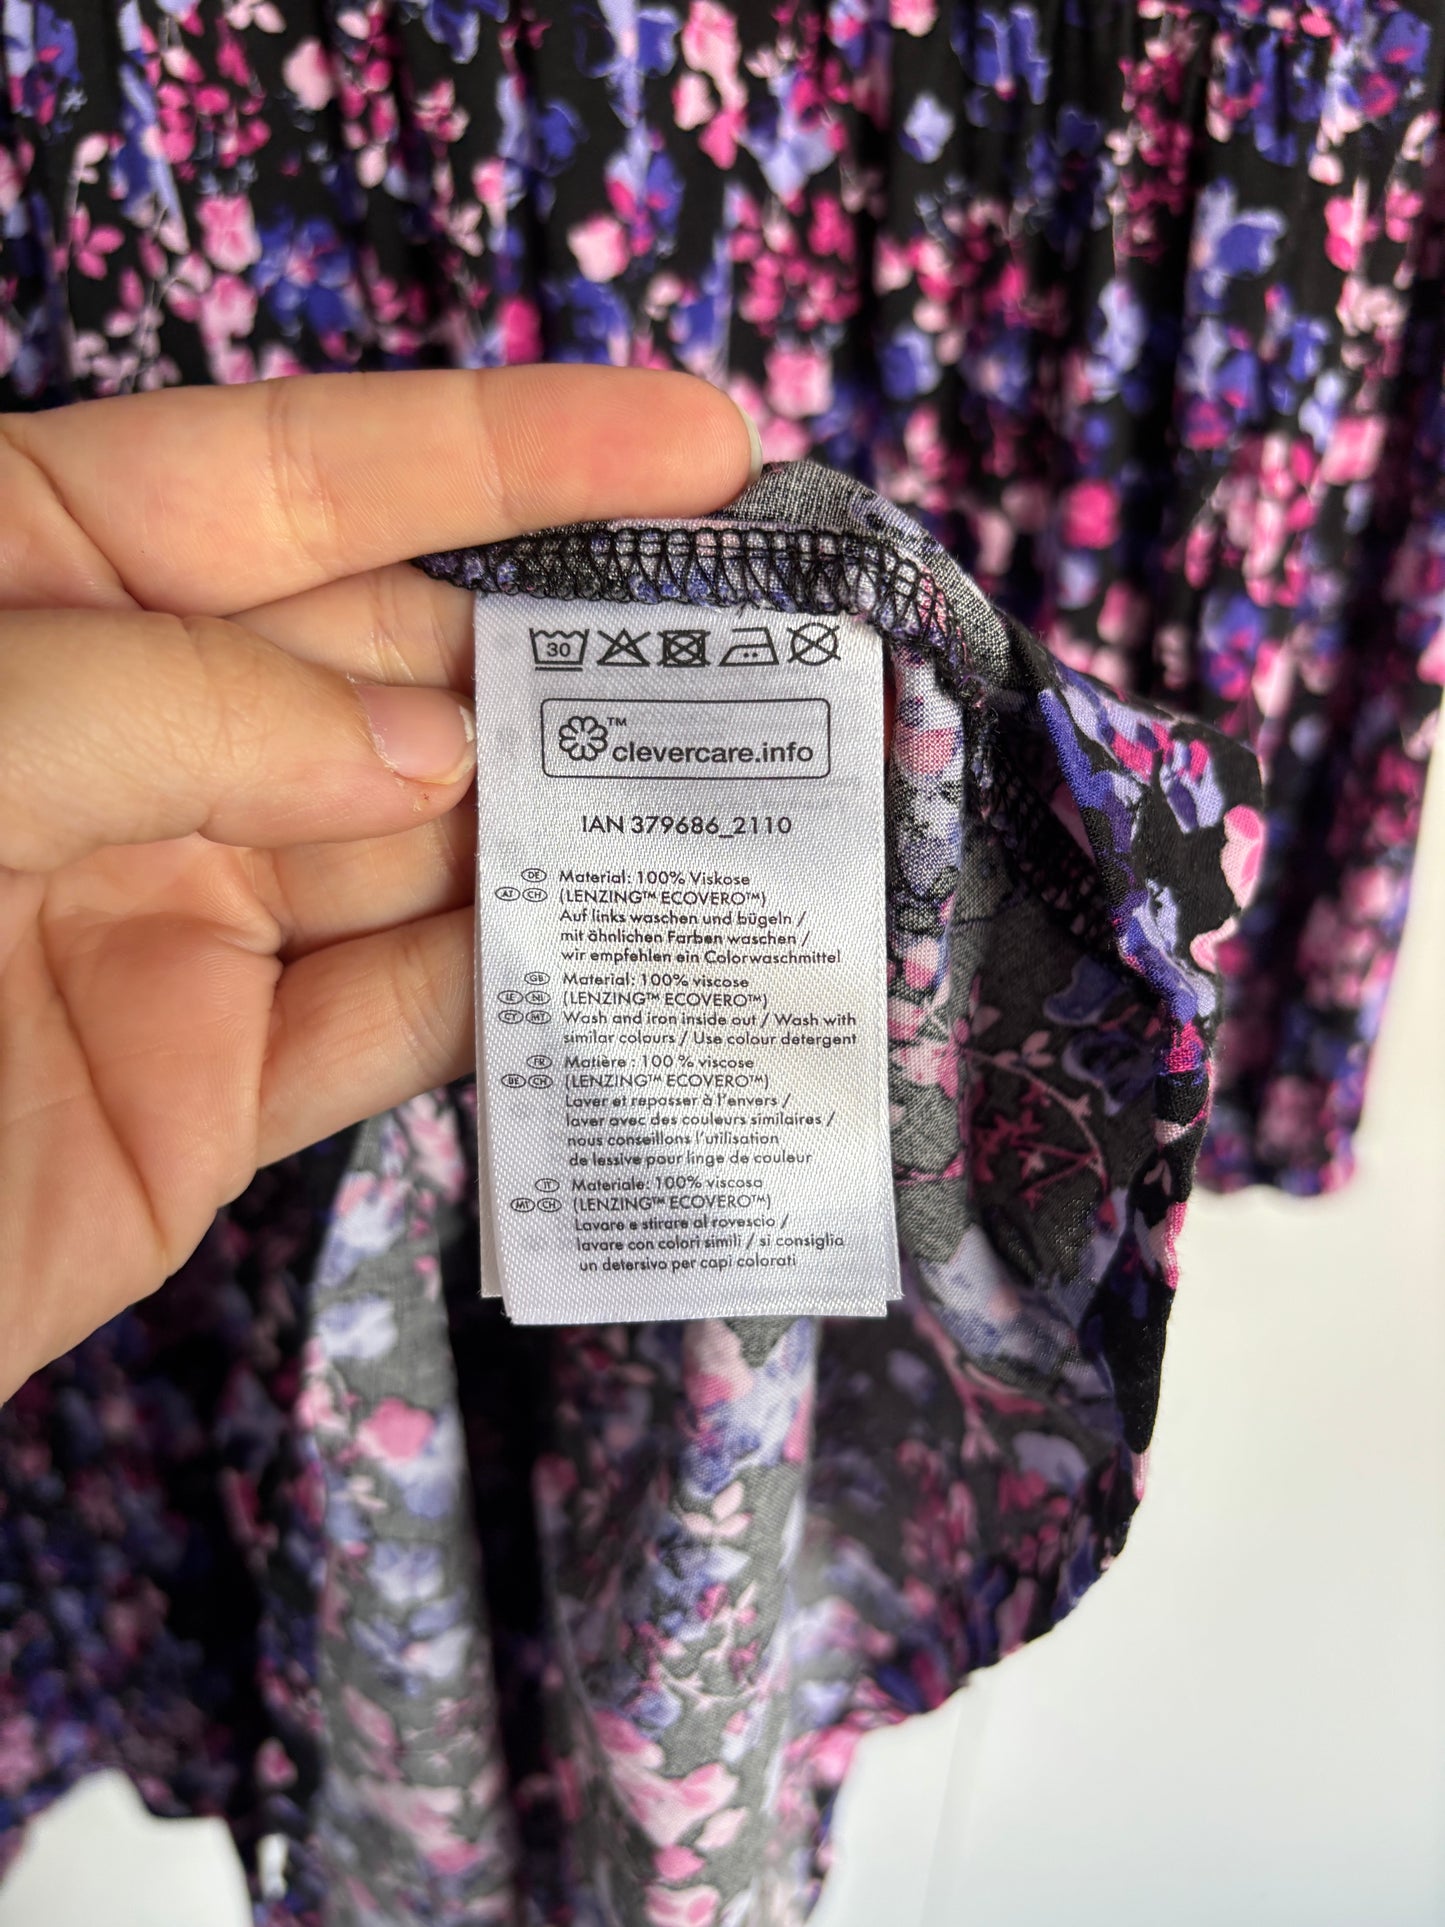 30
™
clevercare.info
IAN 379686_2110
DE Material: 100% Viskose
AT CH (LENZING™ ECOVERO™)
Auf links waschen und bügeln /
mit ähnlichen Farben waschen /
wir empfehlen ein Colorwaschmittel
GB Material: 100% viscose
IE NL (LENZING™ ECOVERO™)
CY MT Wash and iron inside out / Wash with
similar colours / Use colour detergent
FR Matière : 100 % viscose
BE CH (LENZING™ ECOVERO™)
Laver et repasser à l'envers /
laver avec des couleurs similaires /
nous conseillons l'utilisation
de lessive pour linge de couleur
IT Materiale: 100% viscosa
MT CH (LENZING™ ECOVERO™)
Lavare e stirare al rovescio /
lavare con colori simili / si consiglia
un detersivo per capi colorati